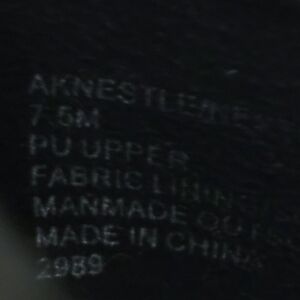 AKNESTLE
7.5M
PU UPPER
FABRIC LINING
MANMADE
MADE IN CHINA
2989